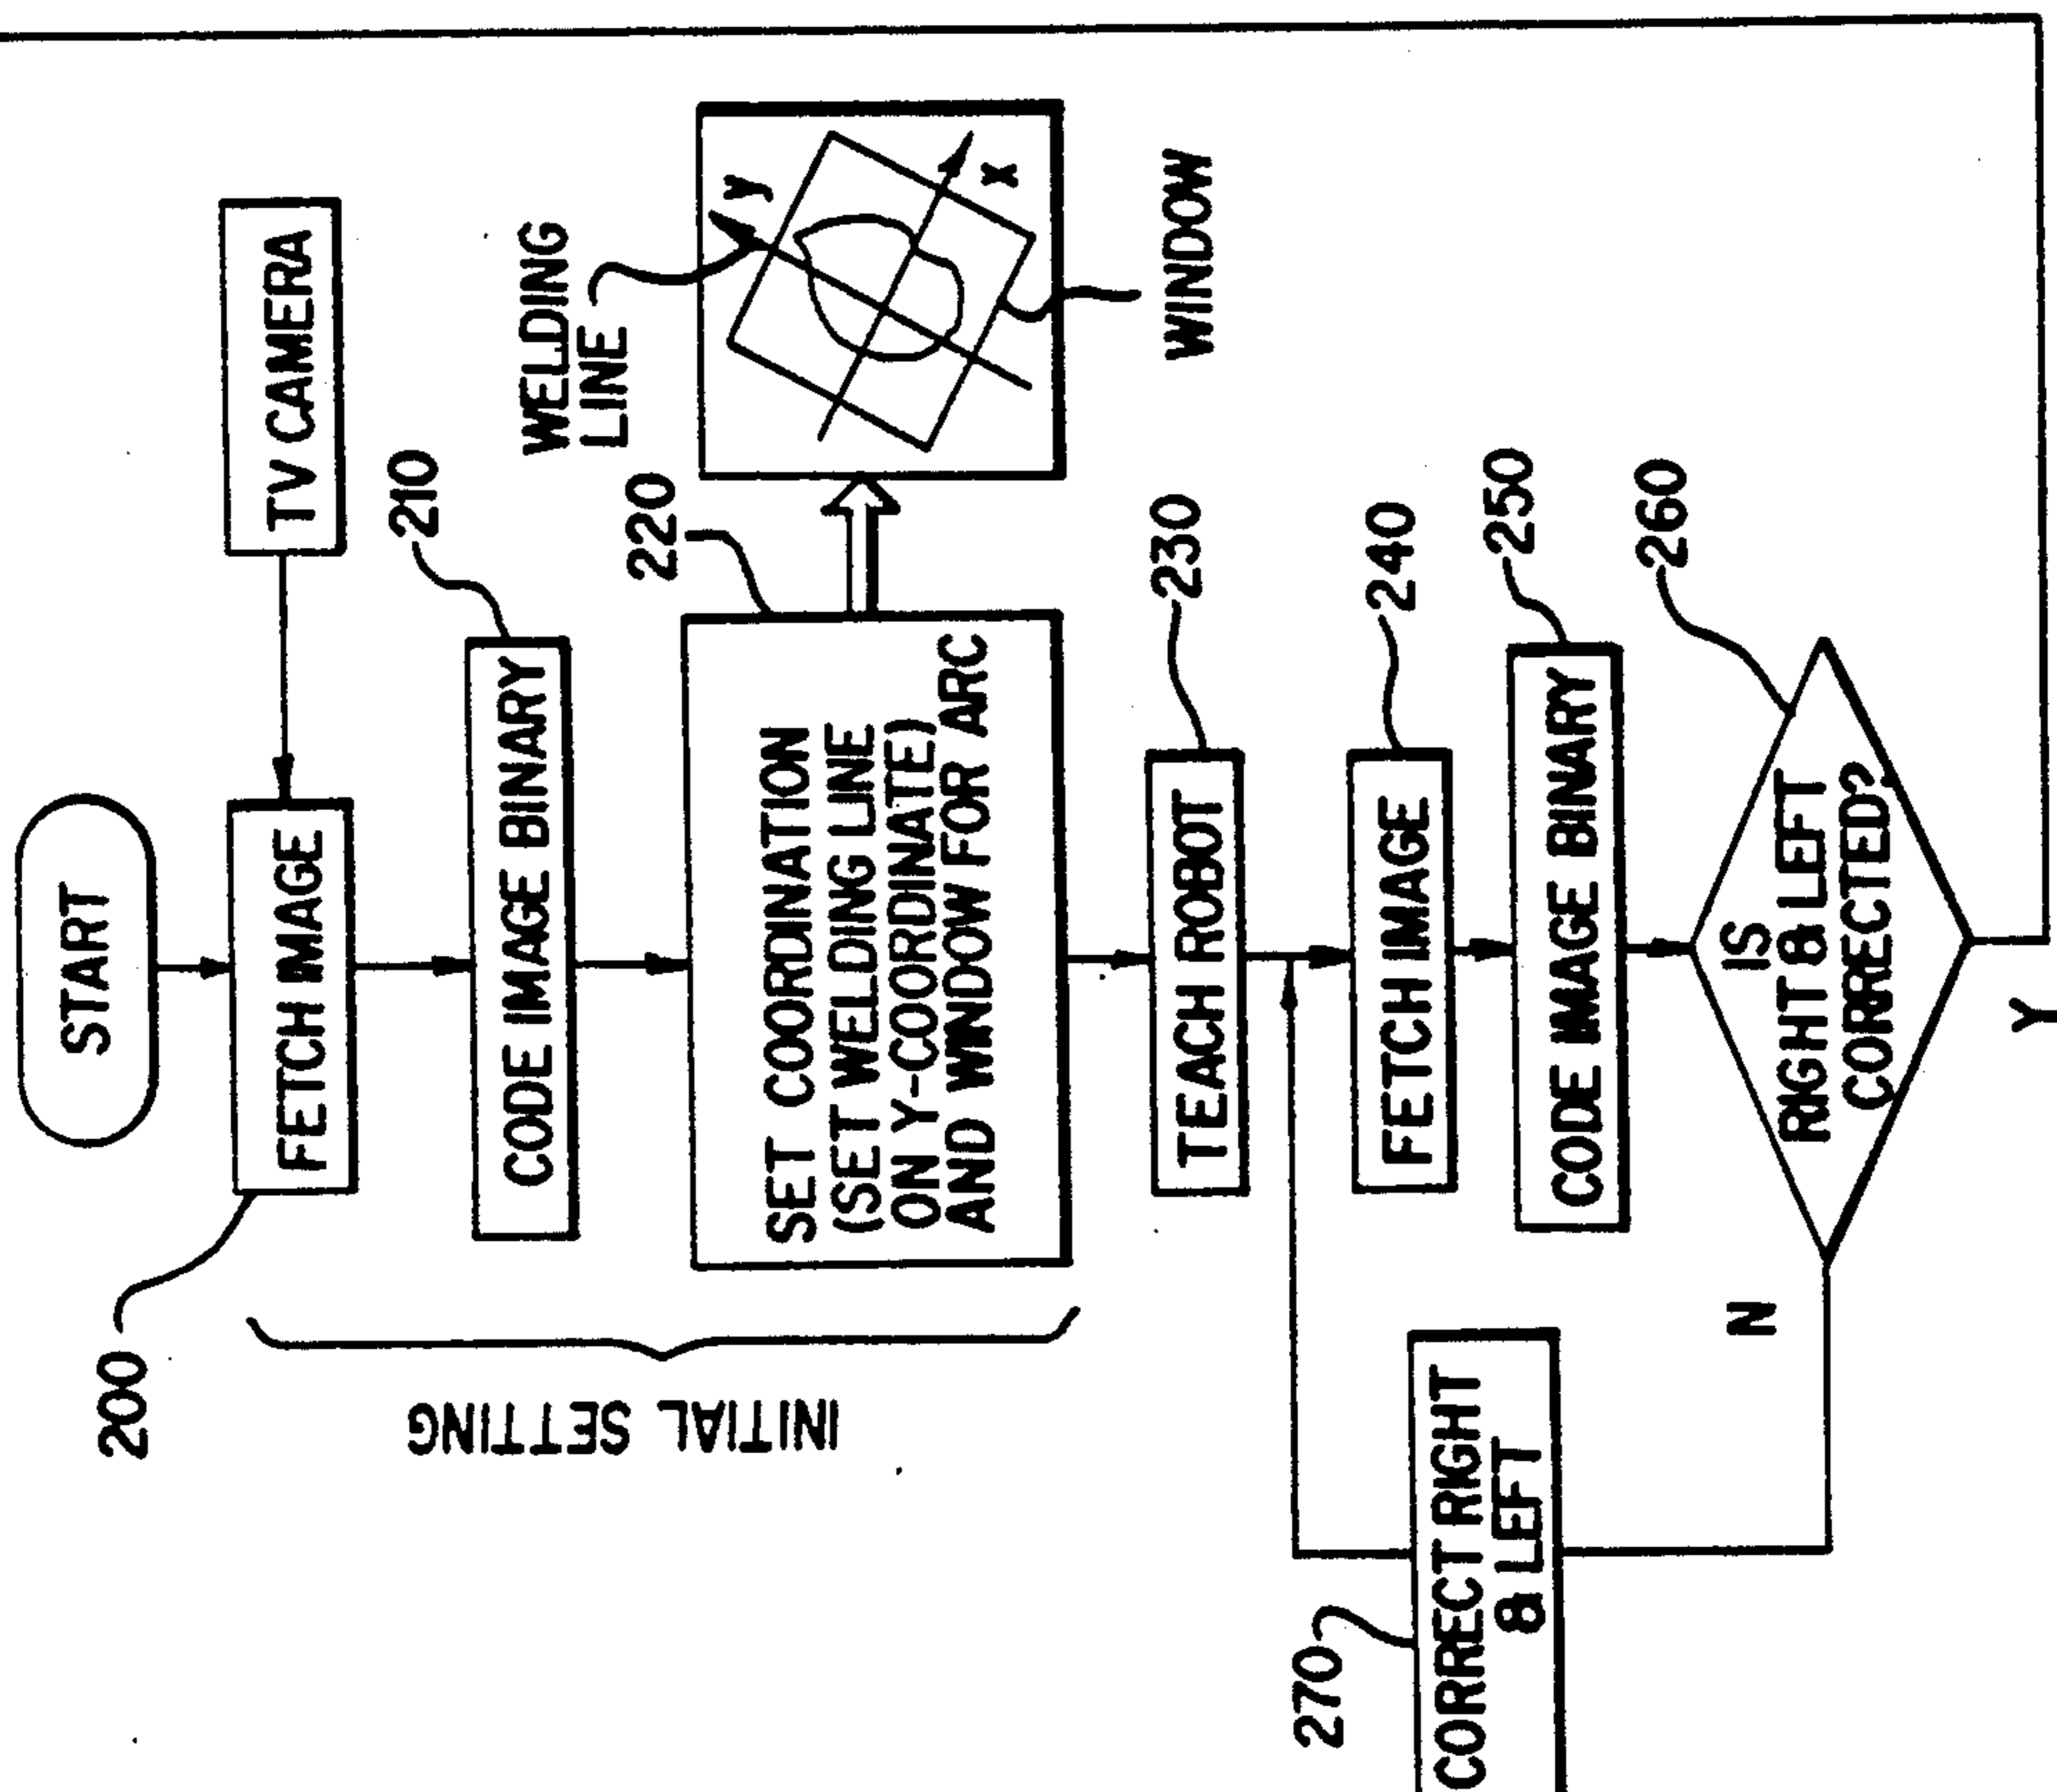 START
200
FETCH IMAGE
TV CAMERA
210
CODE IMAGE BINARY
INITIAL SETTING
220
SET COORDINATION
(SET WELDING LINE
ON Y-COORDINATE)
AND WINDOW FOR ARC
WELDING
LINE
y
x
WINDOW
230
TEACH ROBOT
240
FETCH IMAGE
250
CODE IMAGE BINARY
260
IS
RIGHT & LEFT
CORRECTED?
N
Y
270
CORRECT RIGHT
& LEFT